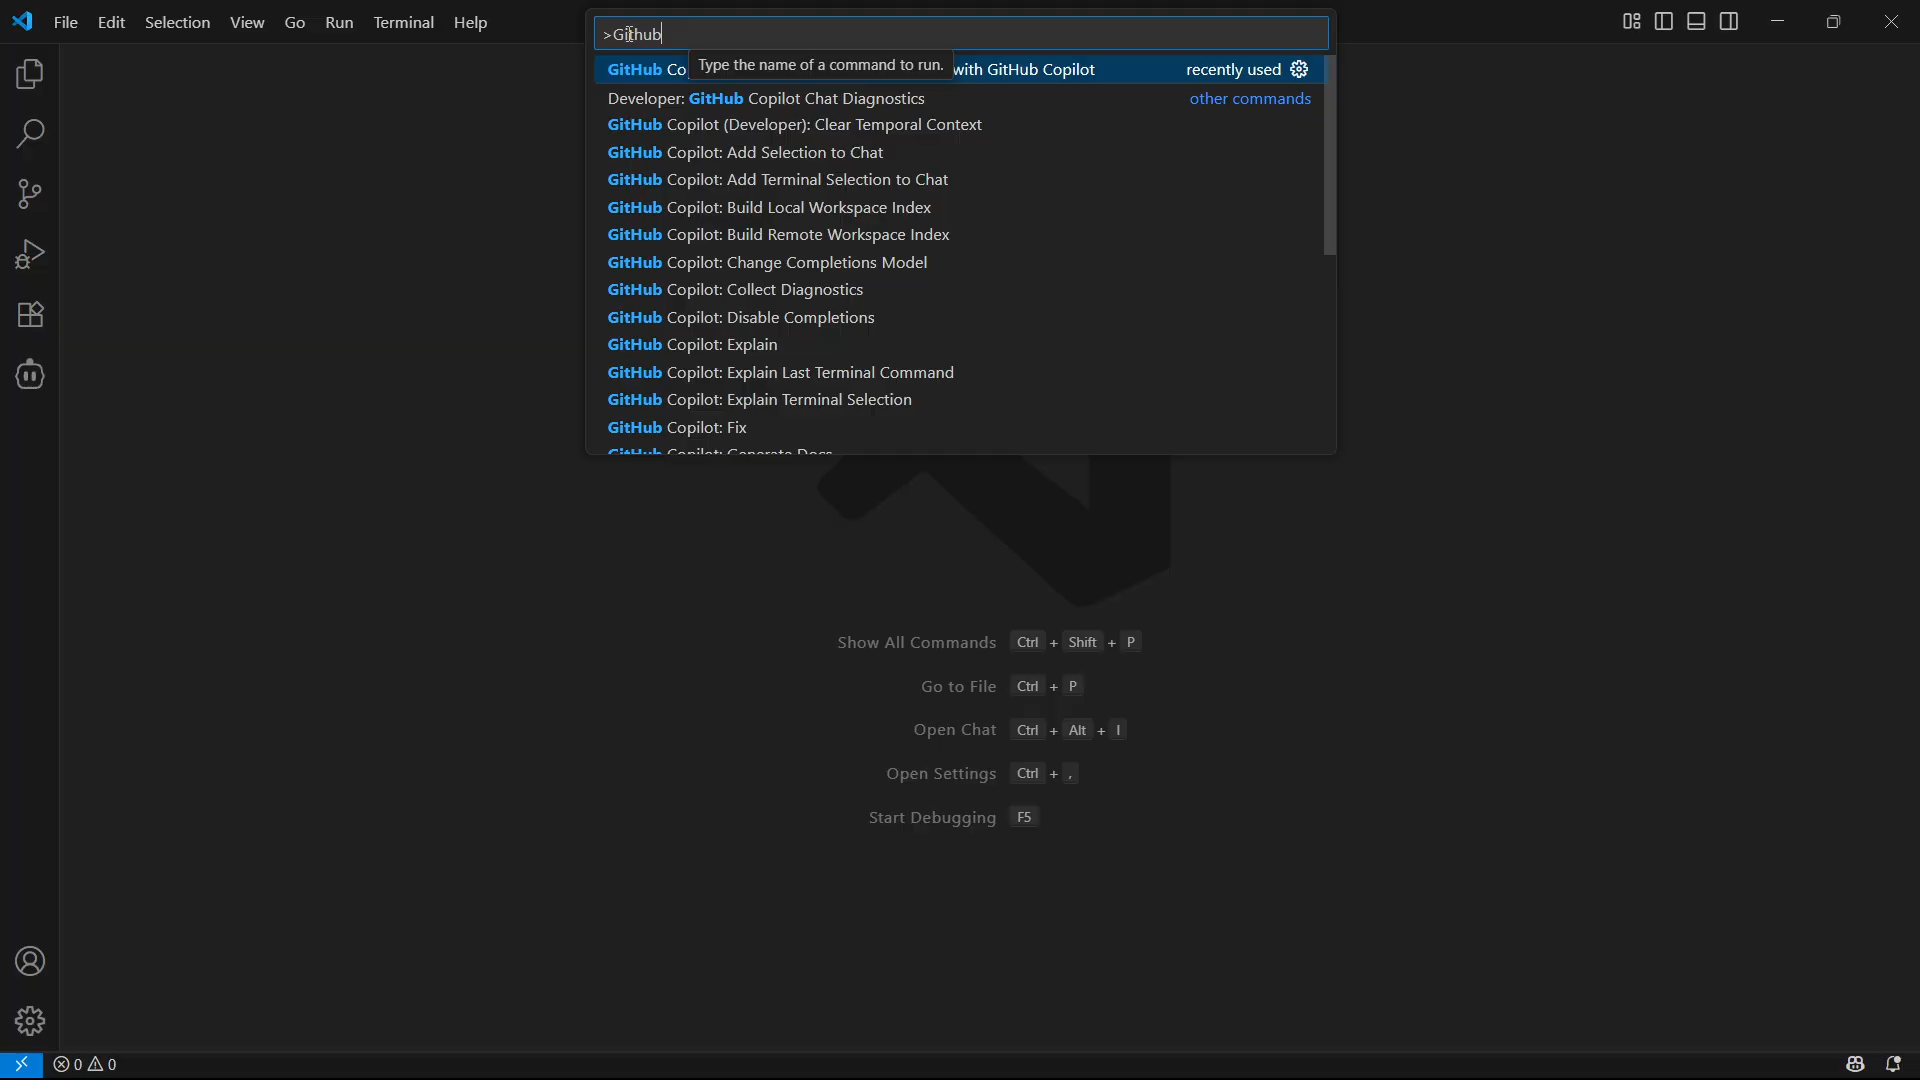 File Edit Selection View Go Run Terminal Help
>Github
Type the name of a command to run.
GitHub Co with GitHub Copilot recently used
Developer: GitHub Copilot Chat Diagnostics other commands
GitHub Copilot (Developer): Clear Temporal Context
GitHub Copilot: Add Selection to Chat
GitHub Copilot: Add Terminal Selection to Chat
GitHub Copilot: Build Local Workspace Index
GitHub Copilot: Build Remote Workspace Index
GitHub Copilot: Change Completions Model
GitHub Copilot: Collect Diagnostics
GitHub Copilot: Disable Completions
GitHub Copilot: Explain
GitHub Copilot: Explain Last Terminal Command
GitHub Copilot: Explain Terminal Selection
GitHub Copilot: Fix
GitHub Copilot: Generate Docs
Show All Commands Ctrl + Shift + P
Go to File Ctrl + P
Open Chat Ctrl + Alt + I
Open Settings Ctrl + ,
Start Debugging F5
0 0